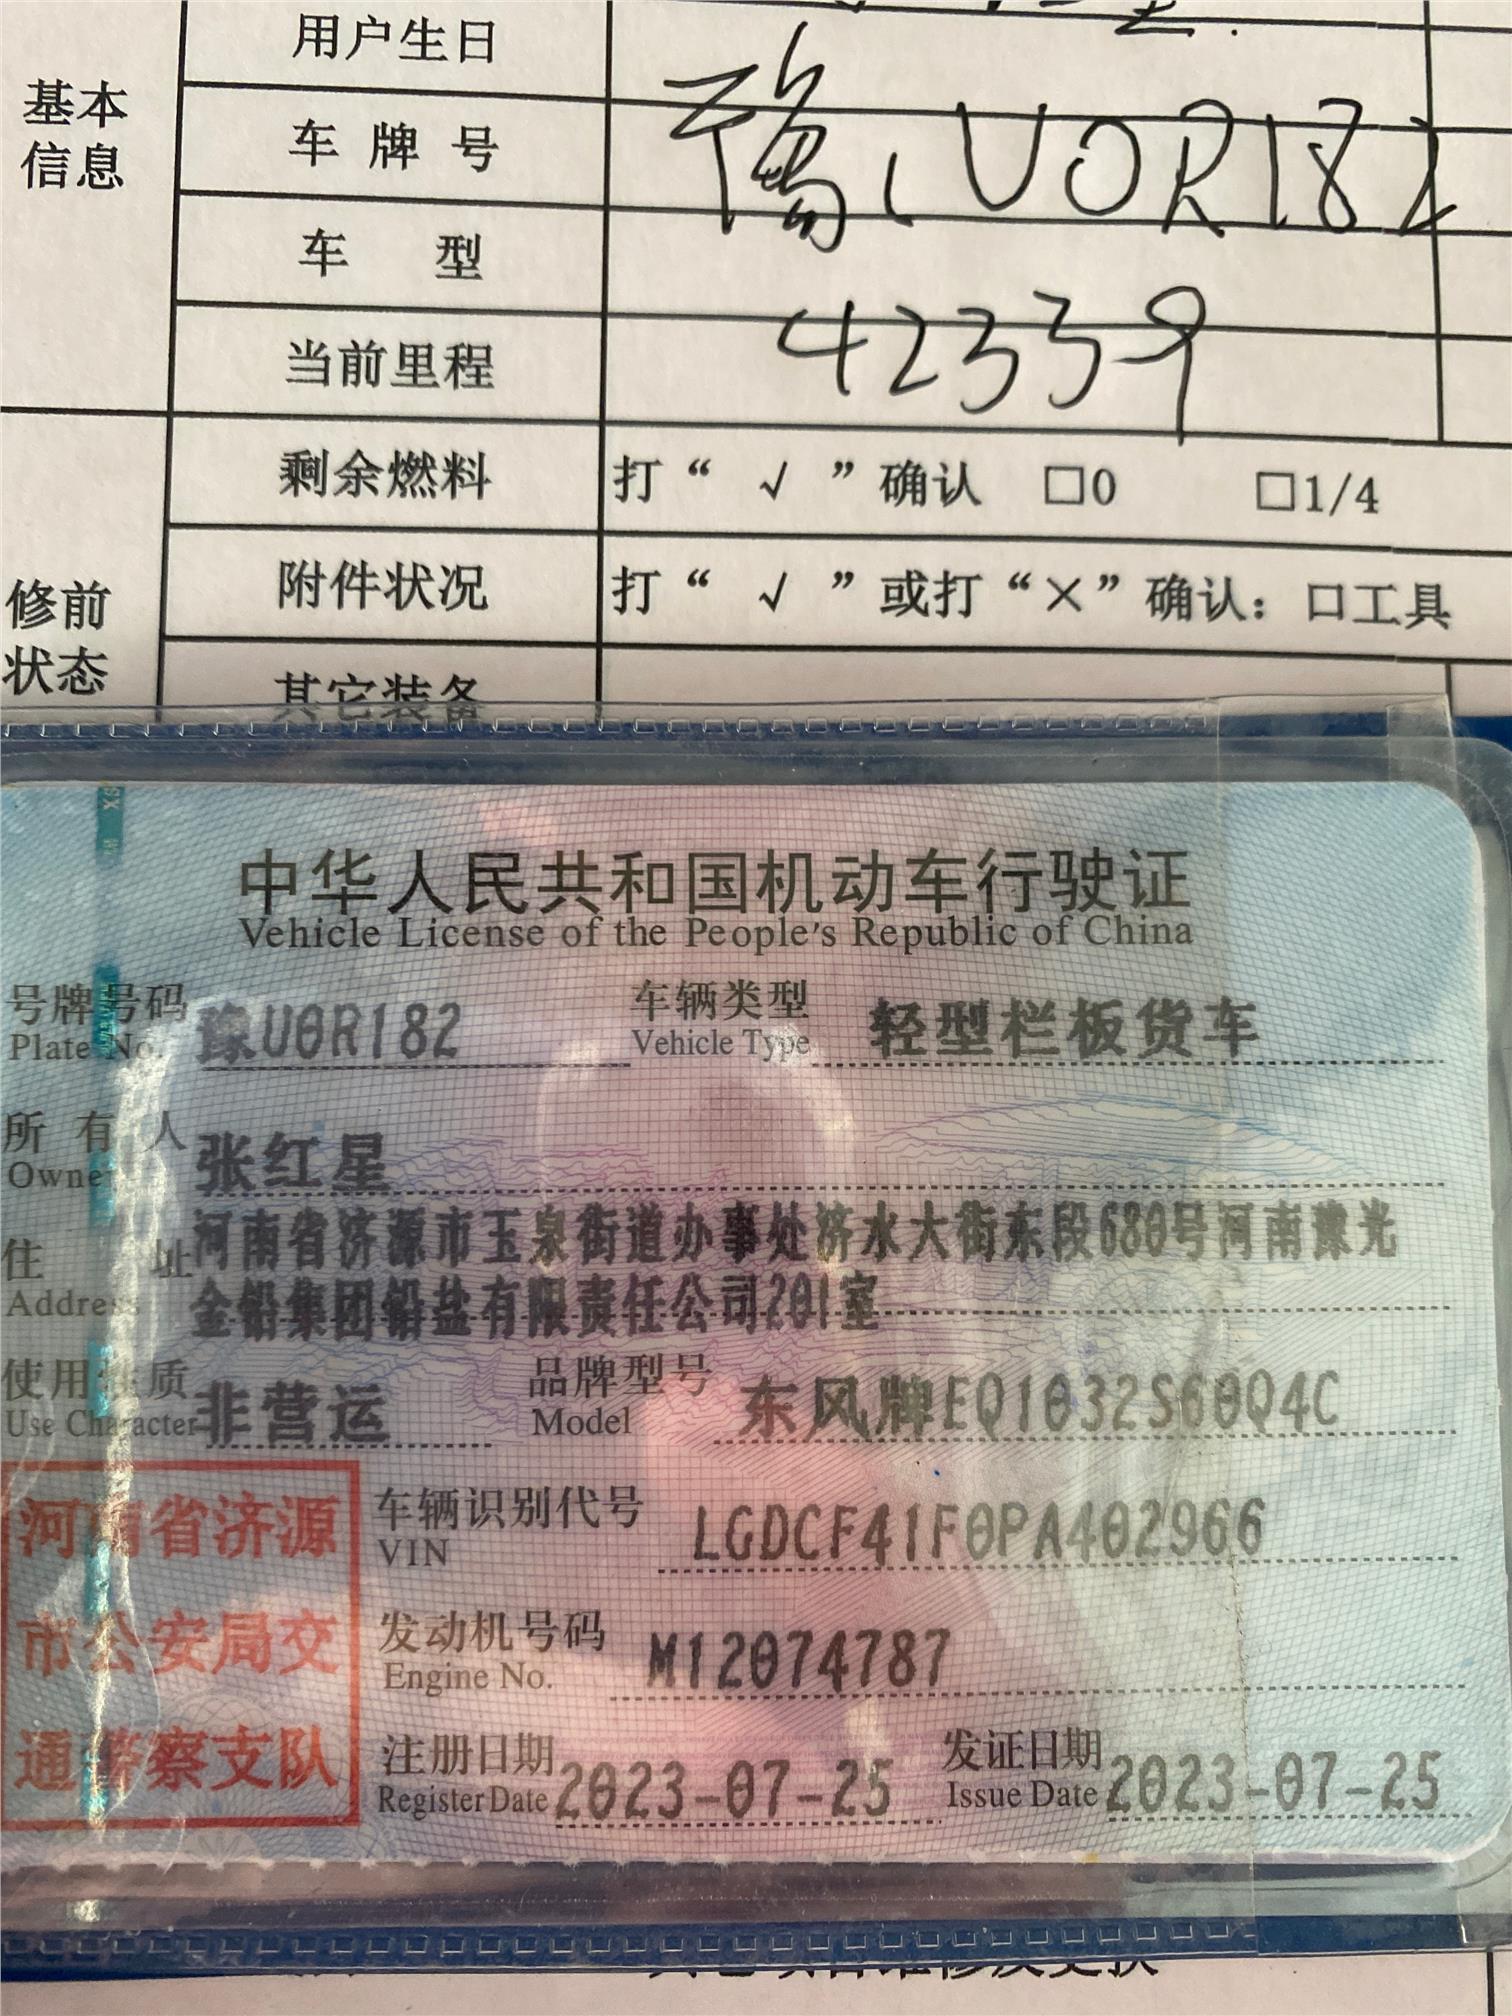 用户生日
基本
信息
车牌号
豫、U0R182
车型
当前里程
42339
剩余燃料
打“√”确认 □0 □1/4
附件状况
打“√”或打“×”确认：口工具
修前
状态
其它装备
中华人民共和国机动车行驶证
Vehicle License of the People's Republic of China
号牌号码 豫U0R182 车辆类型 轻型栏板货车
Plate No. Vehicle Type
所有人 张红星
Owner
住址 河南省济源市玉泉街道办事处济水大街东段680号河南豫光
Address 金铅集团铅盐有限责任公司201室
使用性质 非营运 品牌型号 东风牌EQ1032S60Q4C
Use Character Model
河南省济源
市公安局交
通警察支队
车辆识别代号 LGDCF41F0PA402966
VIN
发动机号码 M12074787
Engine No.
注册日期 2023-07-25 发证日期 2023-07-25
Register Date Issue Date